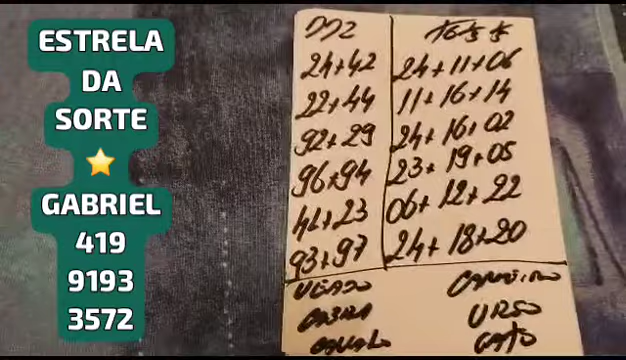 ESTRELA
DA
SORTE
GABRIEL
419
9193
3572
DDZ
24+42 24+11+06
22+44 11+16+14
92+29 24+16+02
96+94 23+19+05
41+23 06+12+22
93+97 24+18+20
VEADO CARNEIRO
CABRA URSO
CAVALO GATO